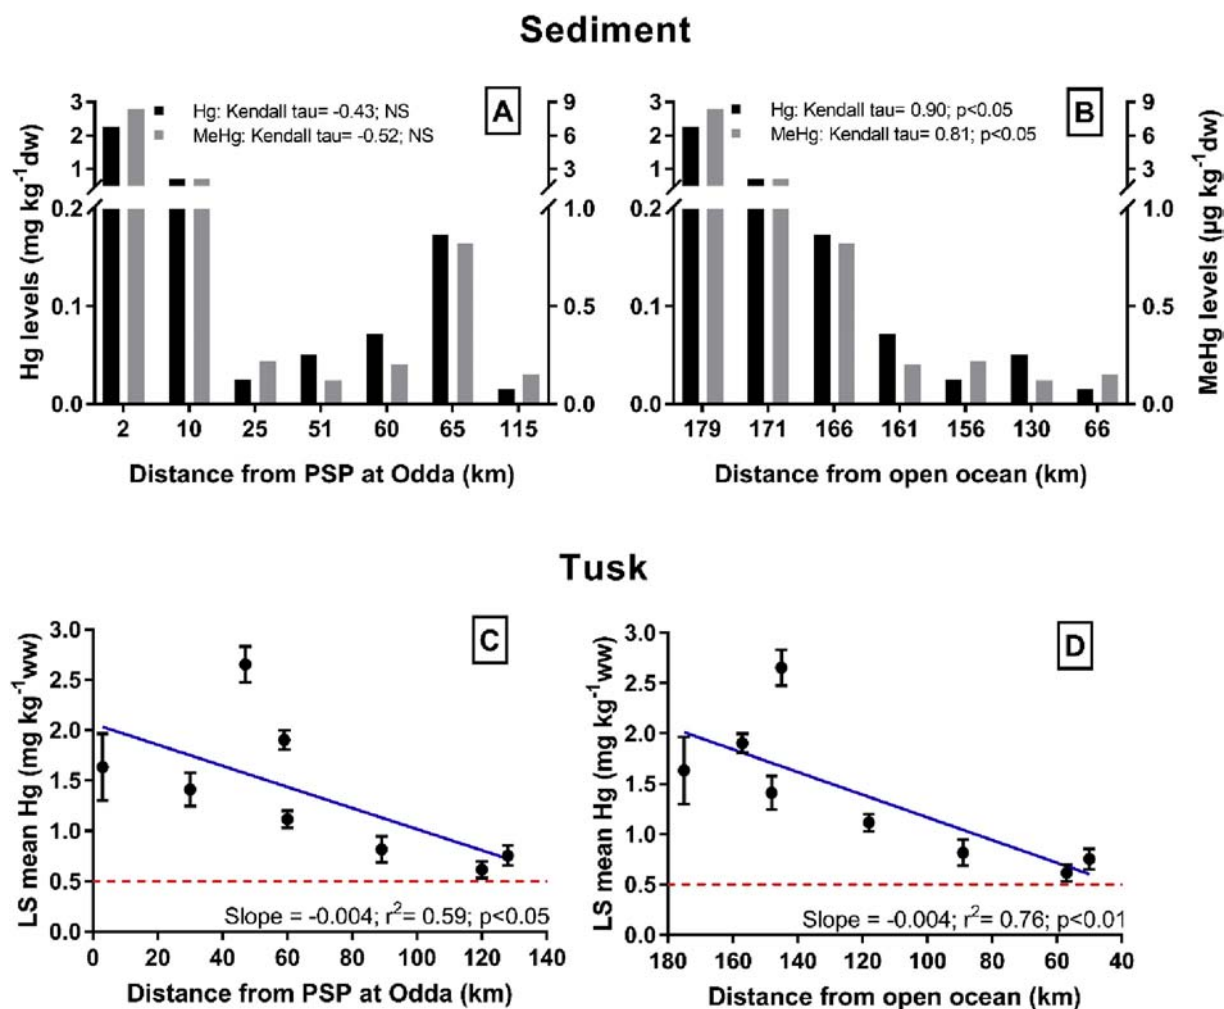 Sediment
A
Hg: Kendall tau= -0.43; NS
MeHg: Kendall tau= -0.52; NS
Hg levels (mg kg⁻¹dw)
3
2
1
0.2
0.1
0.0
9
6
3
1.0
0.5
0.0
2 10 25 51 60 65 115
Distance from PSP at Odda (km)
B
Hg: Kendall tau= 0.90; p<0.05
MeHg: Kendall tau= 0.81; p<0.05
3
2
1
0.2
0.1
0.0
9
6
3
1.0
0.5
0.0
MeHg levels (µg kg⁻¹dw)
179 171 166 161 156 130 66
Distance from open ocean (km)
Tusk
C
LS mean Hg (mg kg⁻¹ww)
3.0
2.5
2.0
1.5
1.0
0.5
0.0
Slope = -0.004; r²= 0.59; p<0.05
0 20 40 60 80 100 120 140
Distance from PSP at Odda (km)
D
LS mean Hg (mg kg⁻¹ww)
3.0
2.5
2.0
1.5
1.0
0.5
0.0
Slope = -0.004; r²= 0.76; p<0.01
180 160 140 120 100 80 60 40
Distance from open ocean (km)